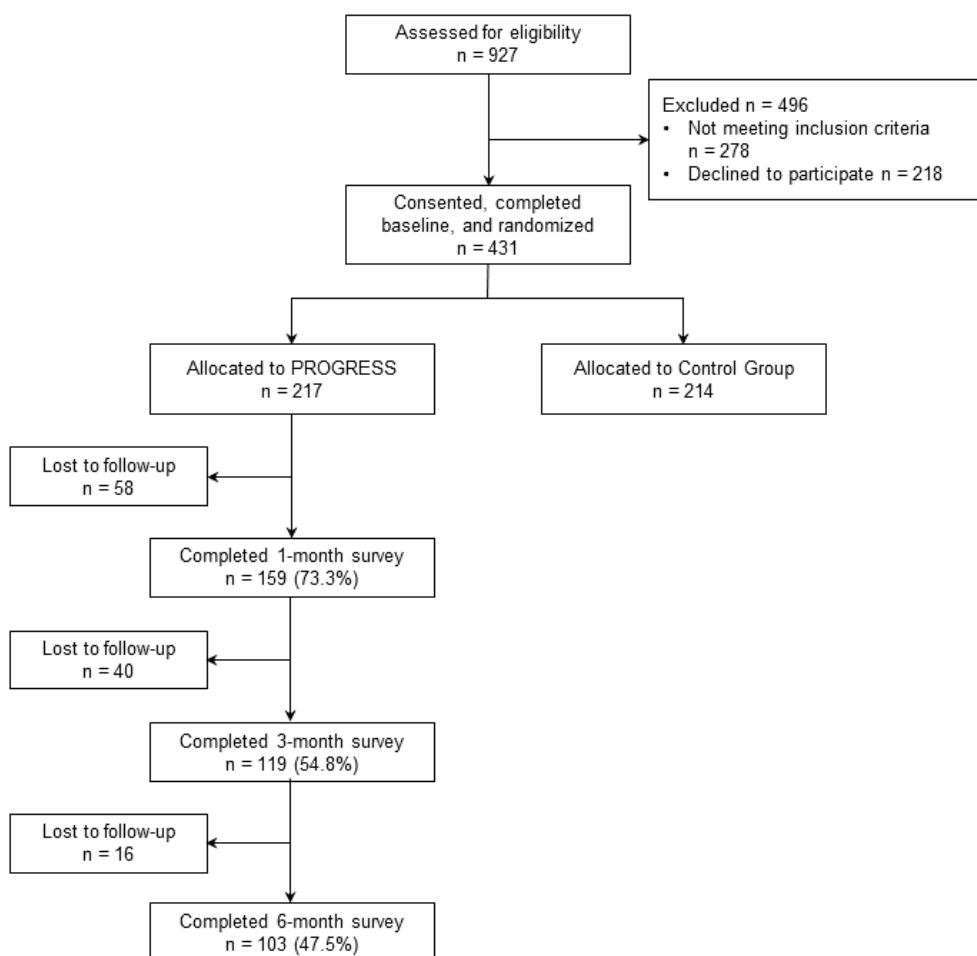 Assessed for eligibility
n = 927
Excluded n = 496
• Not meeting inclusion criteria
n = 278
• Declined to participate n = 218
Consented, completed
baseline, and randomized
n = 431
Allocated to PROGRESS
n = 217
Allocated to Control Group
n = 214
Lost to follow-up
n = 58
Completed 1-month survey
n = 159 (73.3%)
Lost to follow-up
n = 40
Completed 3-month survey
n = 119 (54.8%)
Lost to follow-up
n = 16
Completed 6-month survey
n = 103 (47.5%)